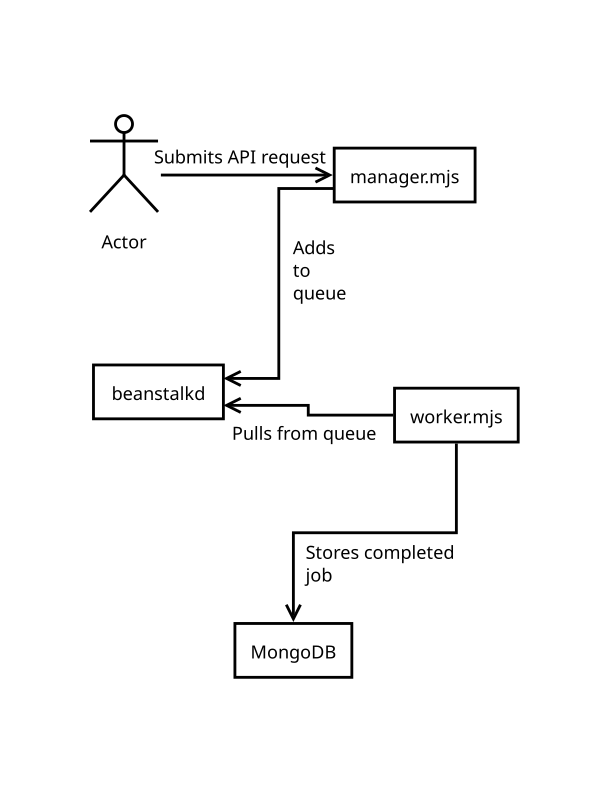 Submits API request
manager.mjs
Actor
Adds
to
queue
beanstalkd
worker.mjs
Pulls from queue
Stores completed
job
MongoDB